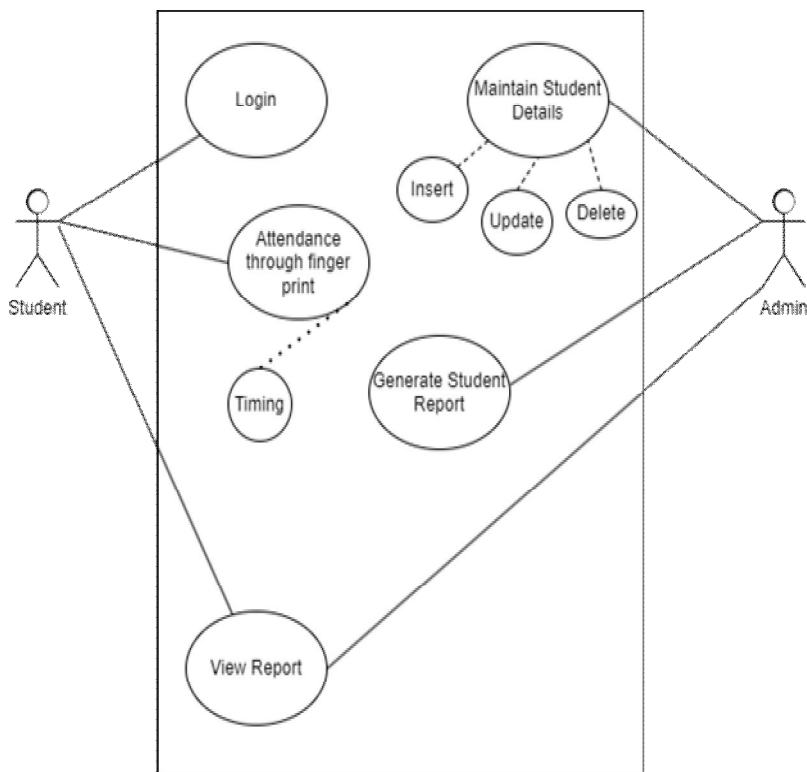 Login
Maintain Student
Details
Insert
Update
Delete
Attendance
through finger
print
Student
Admin
Timing
Generate Student
Report
View Report